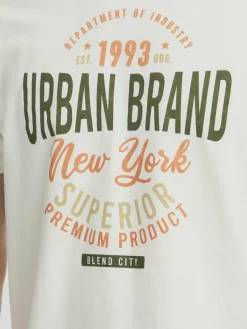 DEPARTMENT OF INDUSTRY
EST. 1993 ORG.
URBAN BRAND
New York
SUPERIOR
PREMIUM PRODUCT
BLEND CITY